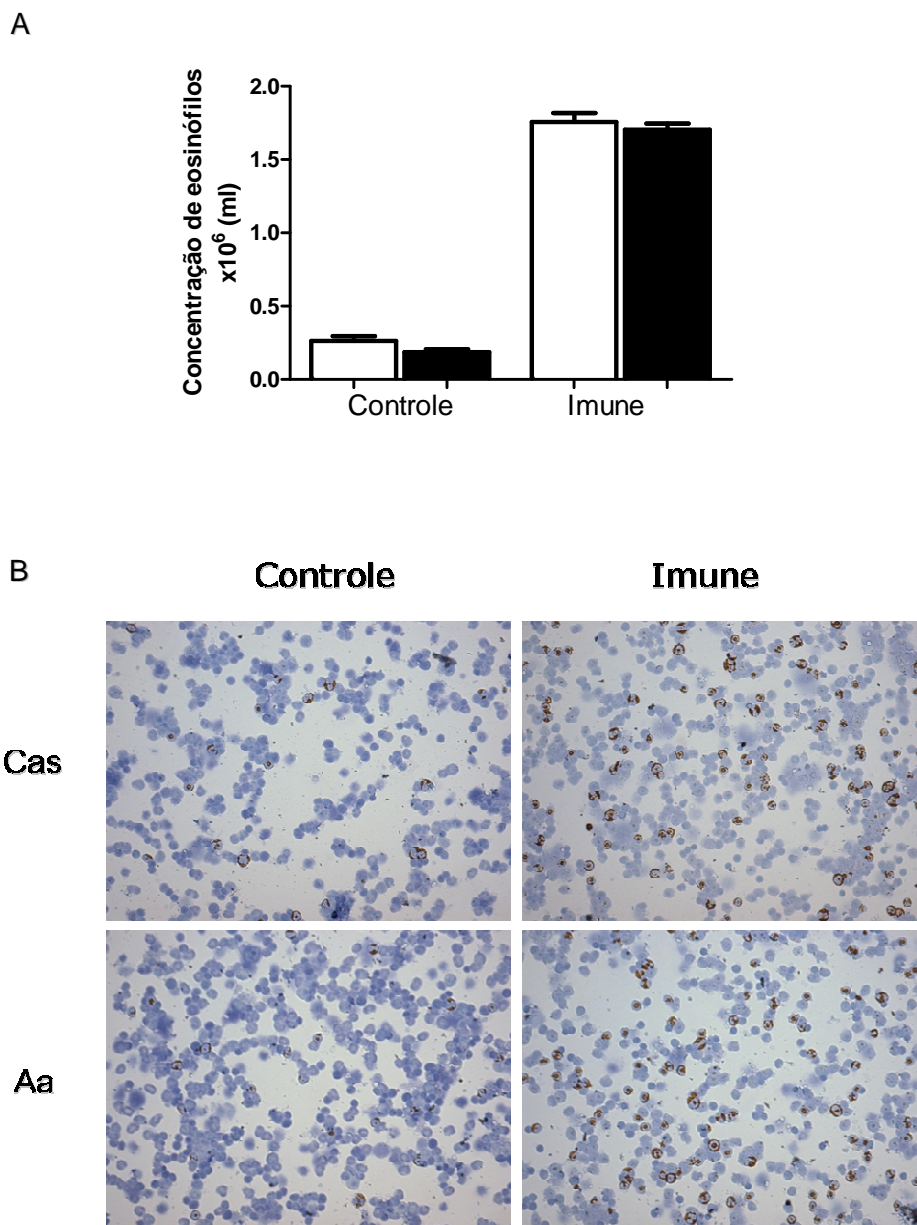 A
Concentração de eosinófilos
x10⁶ (ml)
2.0
1.5
1.0
0.5
0.0
Controle
Imune
B
Controle
Imune
Cas
Aa